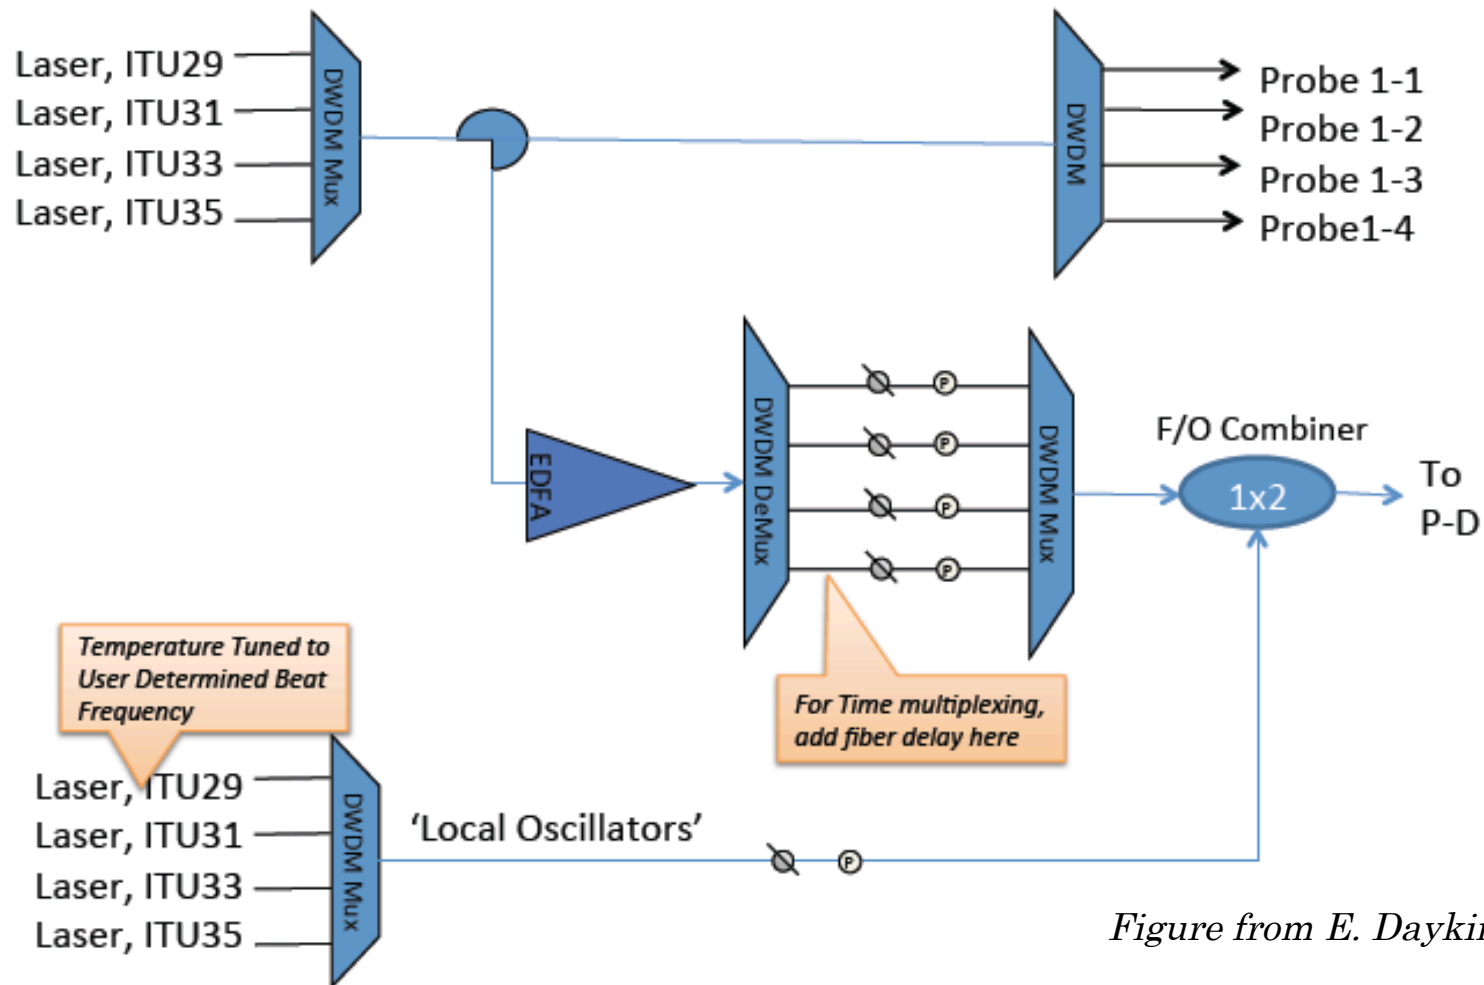 Laser, ITU29
Laser, ITU31
Laser, ITU33
Laser, ITU35
DWDM Mux
DWDM
Probe 1-1
Probe 1-2
Probe 1-3
Probe1-4
EDFA
DWDM DeMux
P
P
P
P
DWDM Mux
F/O Combiner
1x2
To
P-D
For Time multiplexing,
add fiber delay here
Temperature Tuned to
User Determined Beat
Frequency
Laser, ITU29
Laser, ITU31
Laser, ITU33
Laser, ITU35
DWDM Mux
'Local Oscillators'
P
Figure from E. Daykin